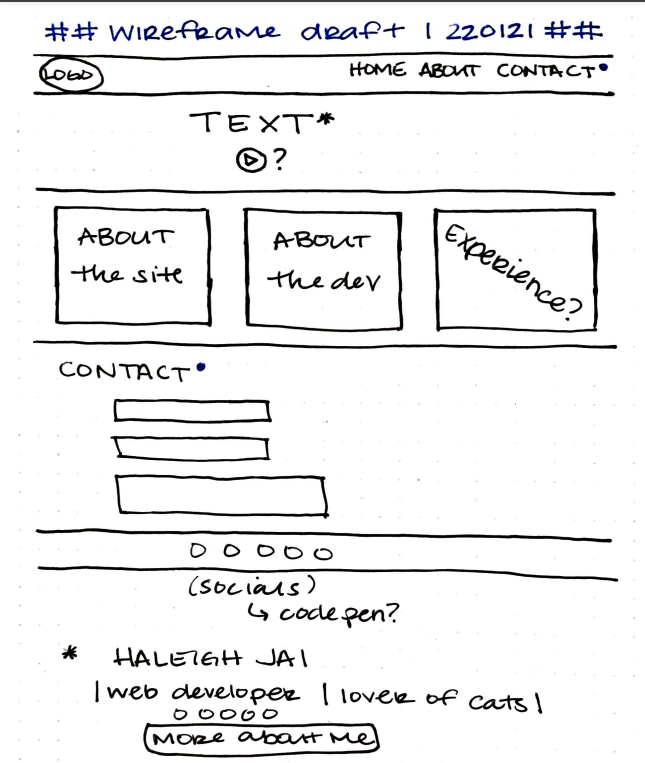 ## WIREFRAME DRAFT | 220121 ##
LOGO HOME ABOUT CONTACT•
TEXT*
?
ABOUT
the site
ABOUT
the dev
EXPERIENCE?
CONTACT•
(socials)
↳ codepen?
* HALEIGH JAI
| web developer | lover of cats |
MORE about Me